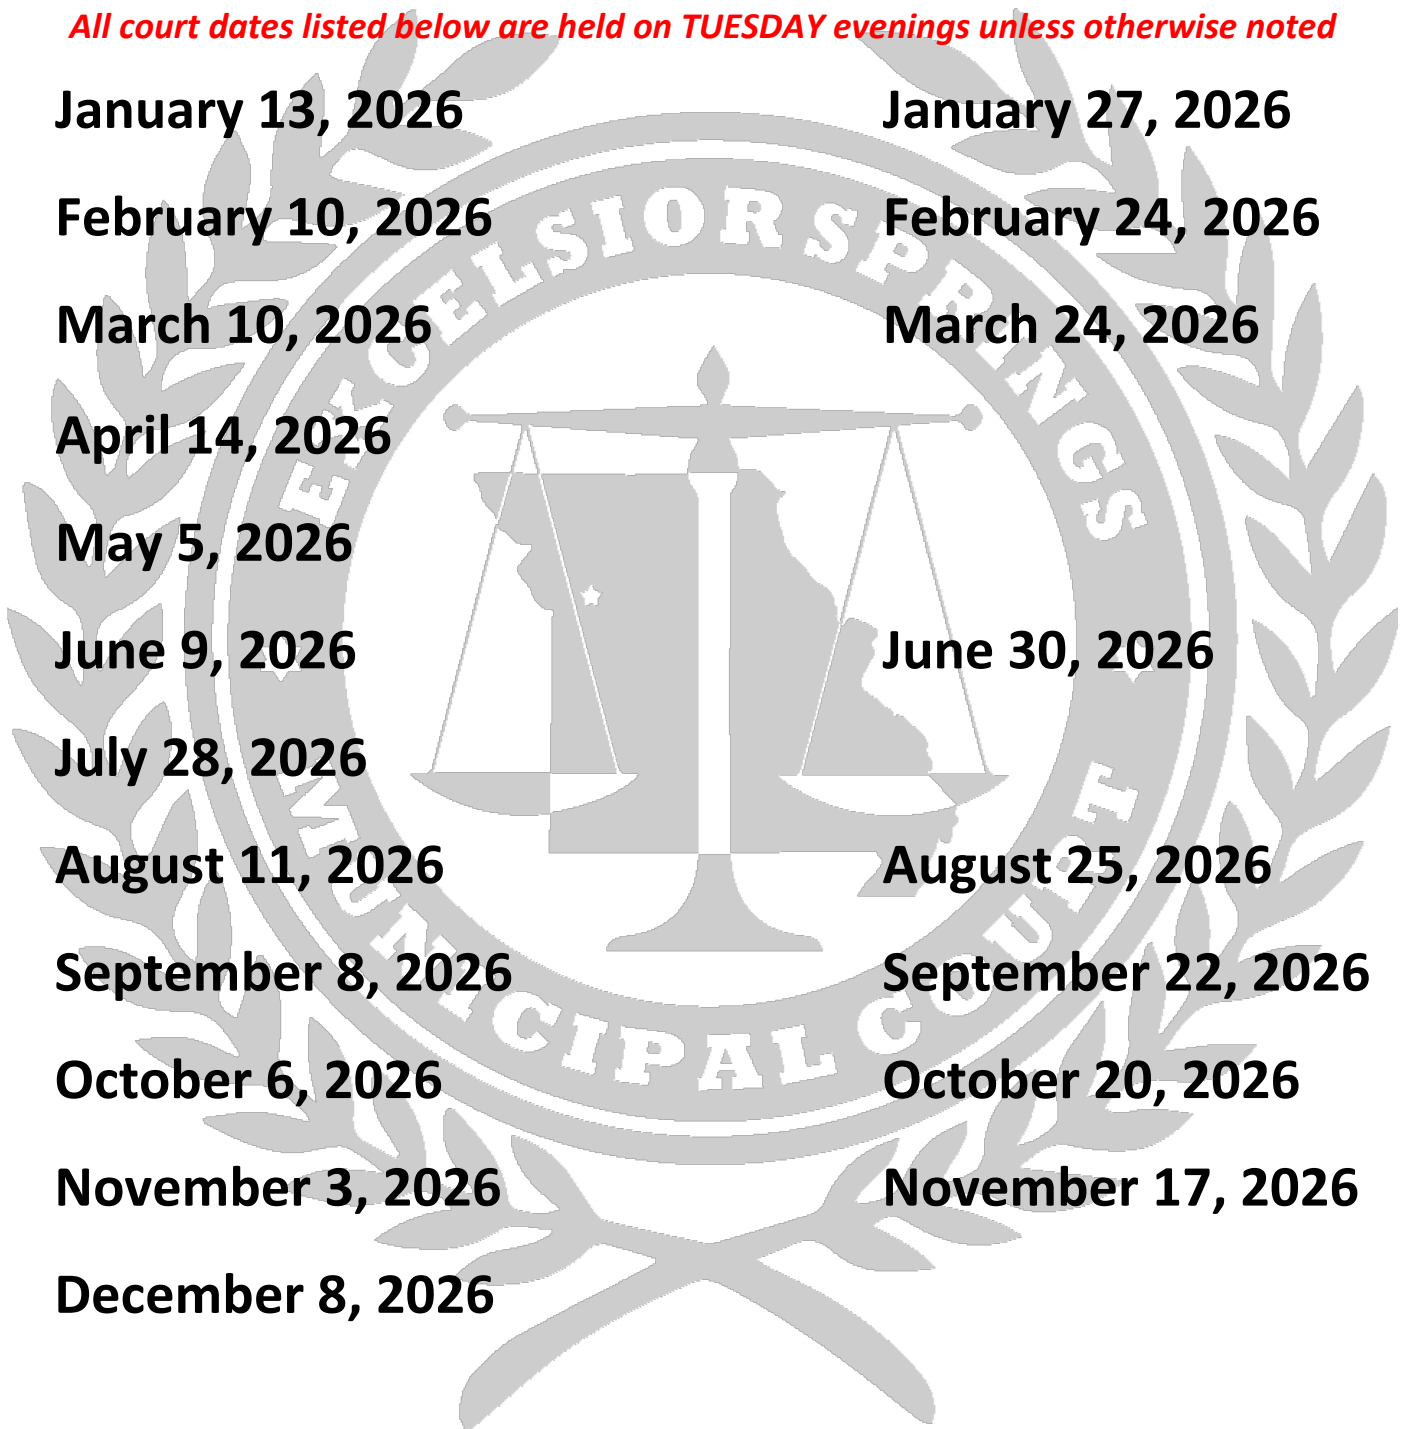 All court dates listed below are held on TUESDAY evenings unless otherwise noted
January 13, 2026 January 27, 2026
February 10, 2026 February 24, 2026
March 10, 2026 March 24, 2026
April 14, 2026
May 5, 2026
June 9, 2026 June 30, 2026
July 28, 2026
August 11, 2026 August 25, 2026
September 8, 2026 September 22, 2026
October 6, 2026 October 20, 2026
November 3, 2026 November 17, 2026
December 8, 2026
EXCELSIOR SPRINGS
MUNICIPAL COURT